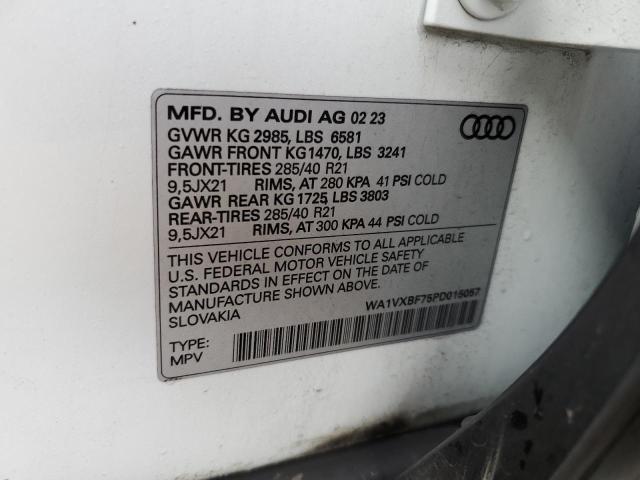 MFD. BY AUDI AG 02 23
GVWR KG 2985, LBS 6581
GAWR FRONT KG1470, LBS 3241
FRONT-TIRES 285/40 R21
9,5JX21 RIMS, AT 280 KPA 41 PSI COLD
GAWR REAR KG 1725, LBS 3803
REAR-TIRES 285/40 R21
9,5JX21 RIMS, AT 300 KPA 44 PSI COLD
THIS VEHICLE CONFORMS TO ALL APPLICABLE
U.S. FEDERAL MOTOR VEHICLE SAFETY
STANDARDS IN EFFECT ON THE DATE OF
MANUFACTURE SHOWN ABOVE.
SLOVAKIA
WA1VXBF75PD015057
TYPE:
MPV